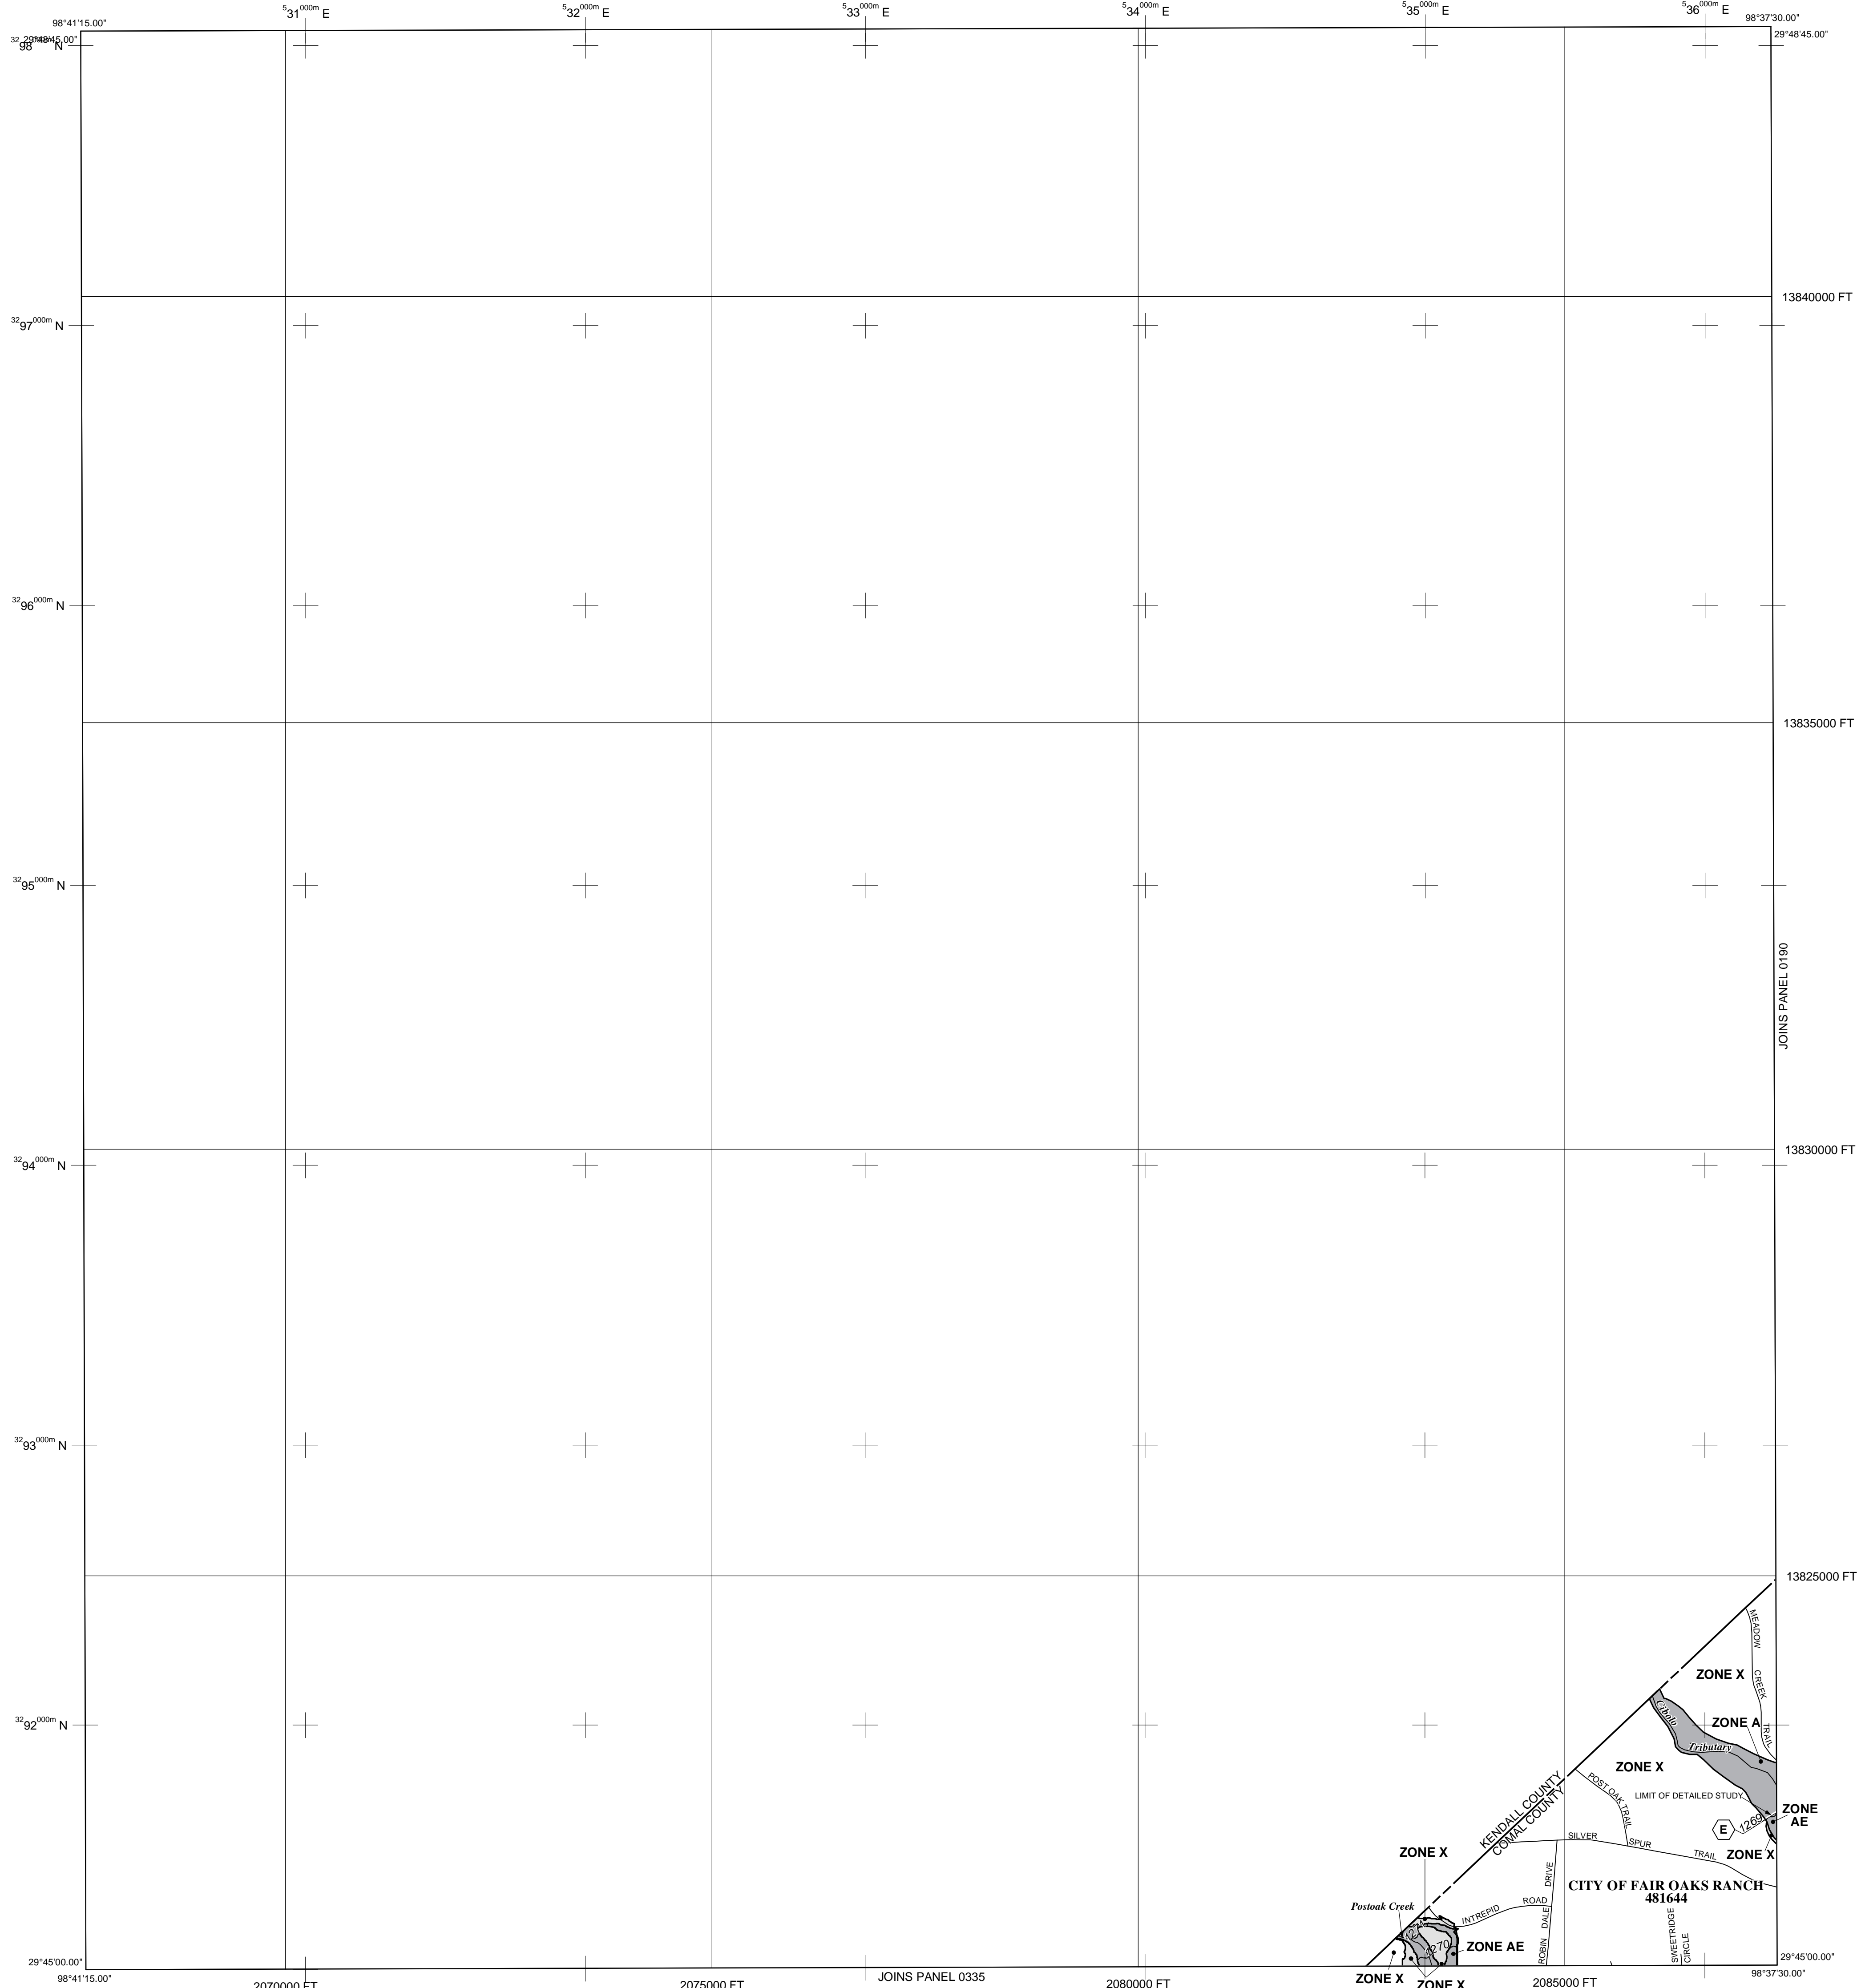 531000m E
532000m E
533000m E
534000m E
535000m E
536000m E
98°41'15.00"
98°37'30.00"
29°48'45.00"
3298000m N
29°48'45.00"
13840000 FT
3297000m N
13835000 FT
3296000m N
3295000m N
JOINS PANEL 0190
13830000 FT
3294000m N
3293000m N
13825000 FT
MEADOW CREEK TRAIL
ZONE X
Cibolo Tributary
ZONE A
3292000m N
ZONE X
POST OAK TRAIL
KENDALL COUNTY
COMAL COUNTY
LIMIT OF DETAILED STUDY
ZONE
AE
E
1269
ZONE X
SILVER SPUR TRAIL
ZONE X
CITY OF FAIR OAKS RANCH
481644
ROBIN DALE DRIVE
INTREPID ROAD
Postoak Creek
1270
ZONE AE
SWEETRIDGE
CIRCLE
29°45'00.00"
29°45'00.00"
98°41'15.00"
98°37'30.00"
ZONE X
ZONE X
2070000 FT
2075000 FT
JOINS PANEL 0335
2080000 FT
2085000 FT